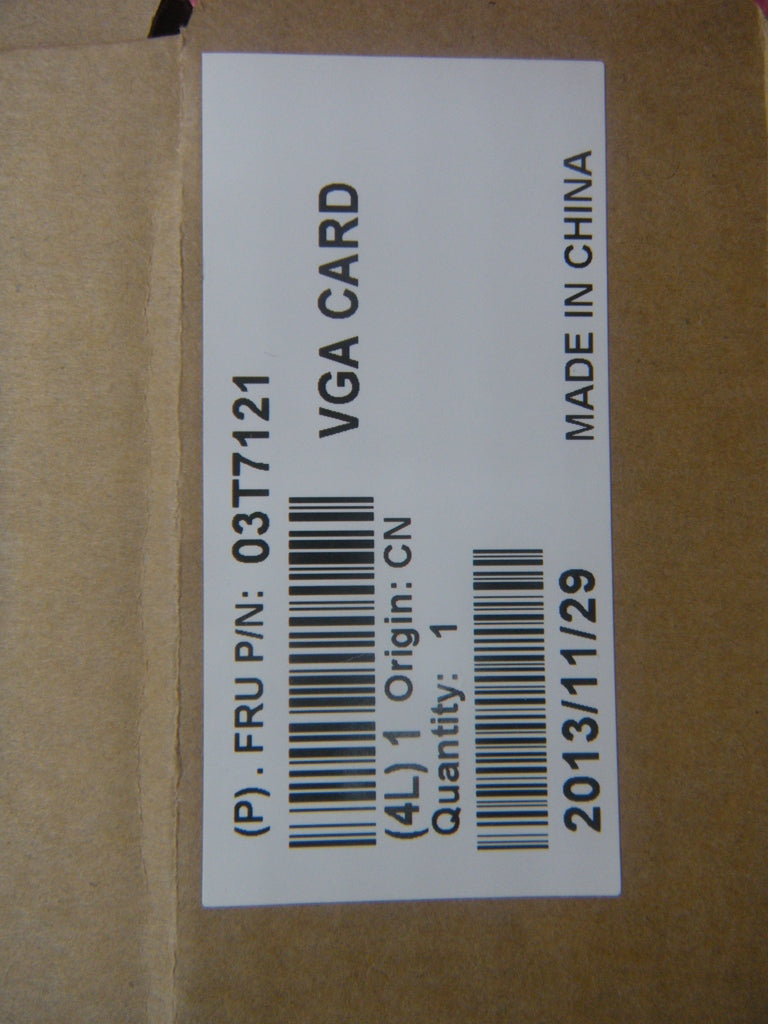 (P). FRU P/N: 03T7121
VGA CARD
(4L) 1 Origin: CN
Quantity: 1
2013/11/29
MADE IN CHINA